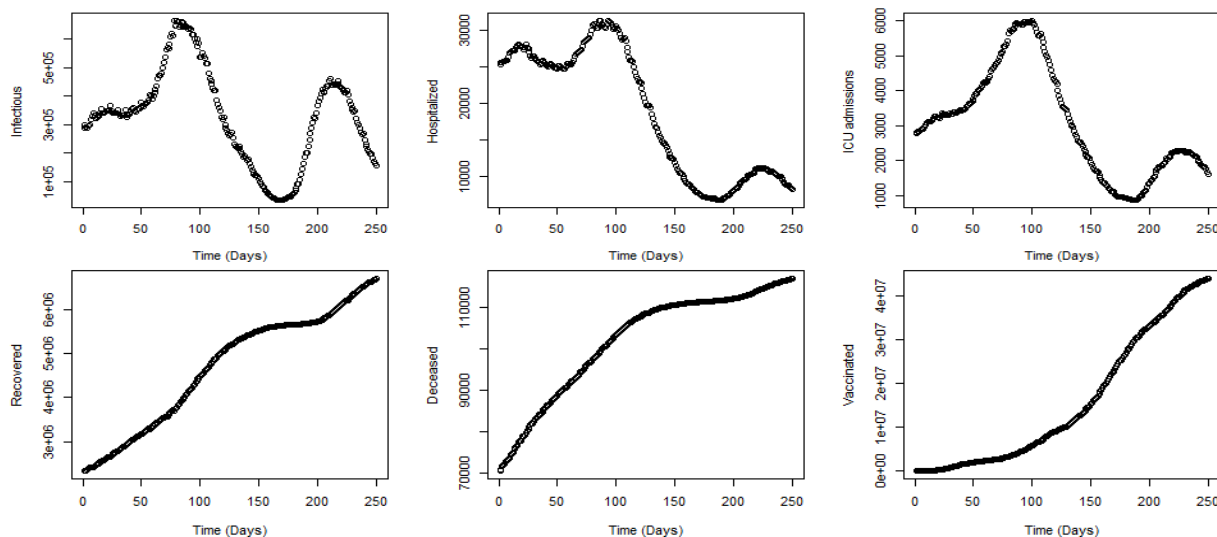 Infectious
1e+05 3e+05 5e+05
0 50 100 150 200 250
Time (Days)
Hospitalized
10000 20000 30000
0 50 100 150 200 250
Time (Days)
ICU admissions
1000 2000 3000 4000 5000 6000
0 50 100 150 200 250
Time (Days)
Recovered
3e+06 4e+06 5e+06 6e+06
0 50 100 150 200 250
Time (Days)
Deceased
70000 90000 110000
0 50 100 150 200 250
Time (Days)
Vaccinated
0e+00 1e+07 2e+07 3e+07 4e+07
0 50 100 150 200 250
Time (Days)